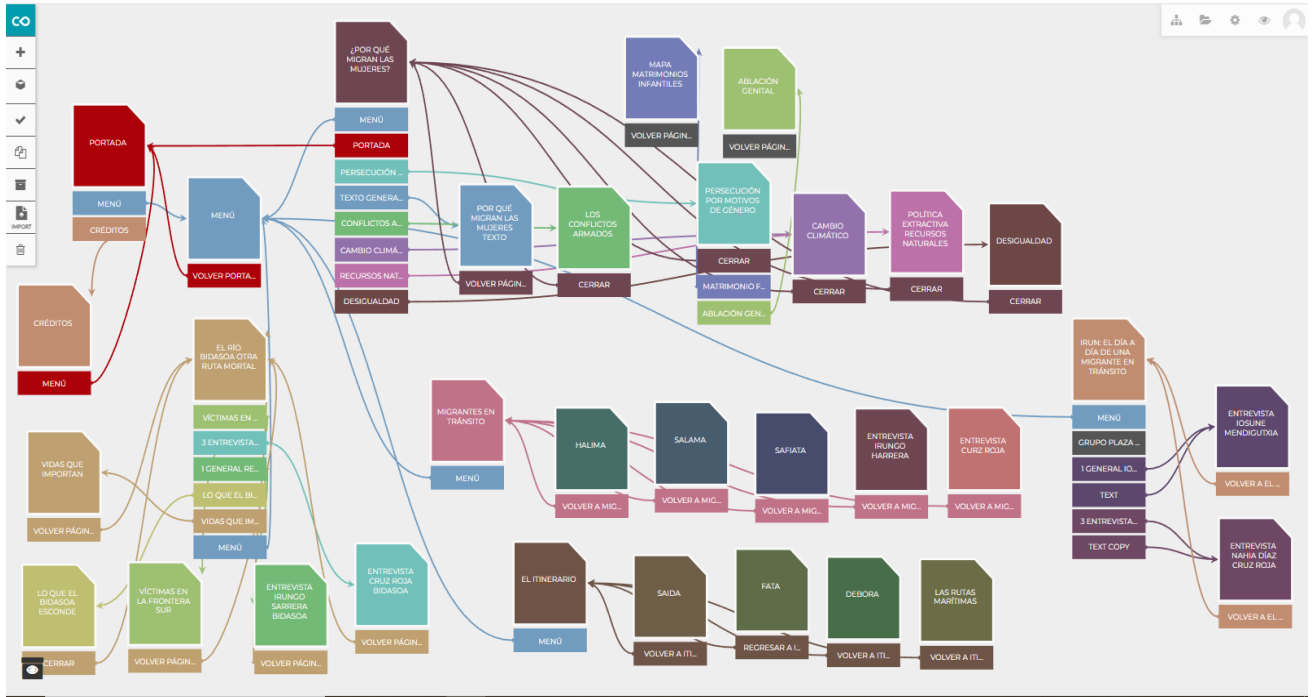 CO
IMPORT
PORTADA
MENÚ
CRÉDITOS
CRÉDITOS
MENÚ
MENÚ
VOLVER PORTA...
¿POR QUÉ
MIGRAN LAS
MUJERES?
MENÚ
PORTADA
PERSECUCIÓN ...
TEXTO GENERA...
CONFLICTOS A...
CAMBIO CLIMÁ...
RECURSOS NAT...
DESIGUALDAD
POR QUÉ
MIGRAN LAS
MUJERES
TEXTO
VOLVER PÁGIN...
LOS
CONFLICTOS
ARMADOS
CERRAR
MAPA
MATRIMONIOS
INFANTILES
VOLVER PÁGIN...
ABLACIÓN
GENITAL
VOLVER PÁGIN...
PERSECUCIÓN
POR MOTIVOS
DE GÉNERO
CERRAR
MATRIMONIO F...
ABLACIÓN GEN...
CAMBIO
CLIMÁTICO
CERRAR
POLÍTICA
EXTRACTIVA
RECURSOS
NATURALES
CERRAR
DESIGUALDAD
CERRAR
EL RÍO
BIDASOA OTRA
RUTA MORTAL
VÍCTIMAS EN ...
3 ENTREVISTA...
1 GENERAL RE...
LO QUE EL BI...
VIDAS QUE IM...
MENÚ
VIDAS QUE
IMPORTAN
VOLVER PÁGIN...
LO QUE EL
BIDASOA
ESCONDE
CERRAR
VÍCTIMAS EN
LA FRONTERA
SUR
VOLVER PÁGIN...
ENTREVISTA
IRUNGO
SARRERA
BIDASOA
VOLVER PÁGIN...
ENTREVISTA
CRUZ ROJA
BIDASOA
VOLVER PÁGIN...
MIGRANTES EN
TRÁNSITO
MENÚ
HALIMA
VOLVER A MIG...
SALAMA
VOLVER A MIG...
SAFIATA
VOLVER A MIG...
ENTREVISTA
IRUNGO
HARRERA
VOLVER A MIG...
ENTREVISTA
CURZ ROJA
VOLVER A MIG...
EL ITINERARIO
MENÚ
SAIDA
VOLVER A ITI...
FATA
REGRESAR A I...
DEBORA
VOLVER A ITI...
LAS RUTAS
MARÍTIMAS
VOLVER A ITI...
IRUN: EL DÍA A
DÍA DE UNA
MIGRANTE EN
TRÁNSITO
MENÚ
GRUPO PLAZA ...
1 GENERAL IO...
TEXT
3 ENTREVISTA...
TEXT COPY
ENTREVISTA
IOSUNE
MENDIGUTXIA
VOLVER A EL ...
ENTREVISTA
NAHIA DÍAZ
CRUZ ROJA
VOLVER A EL ...